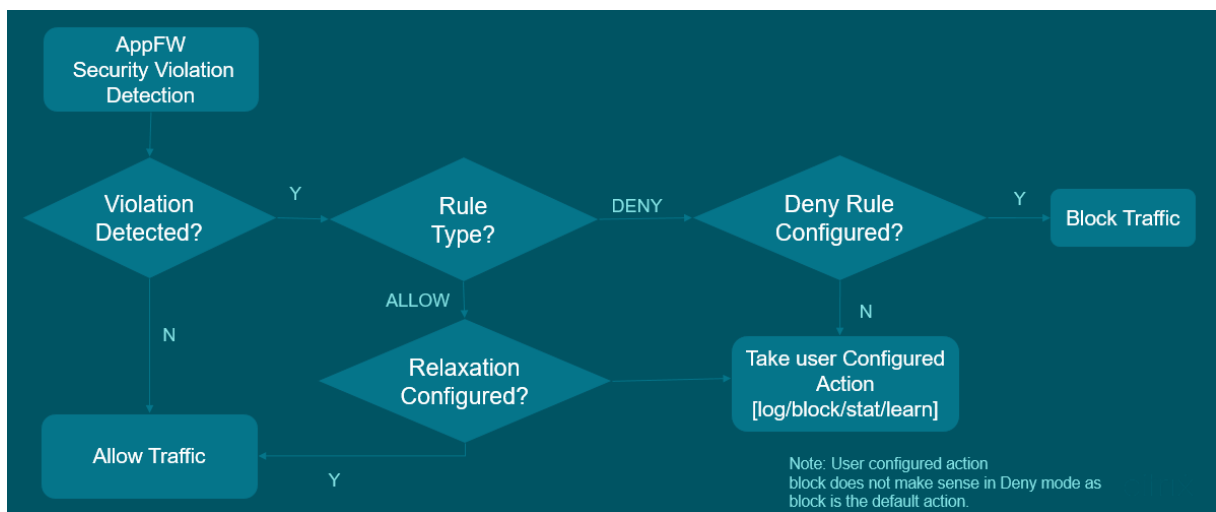 AppFW
Security Violation
Detection
Violation
Detected?
Y
Rule
Type?
DENY
Deny Rule
Configured?
Y
Block Traffic
N
ALLOW
Relaxation
Configured?
N
Take user Configured
Action
[log/block/stat/learn]
Allow Traffic
Y
Note: User configured action
block does not make sense in Deny mode as
block is the default action.